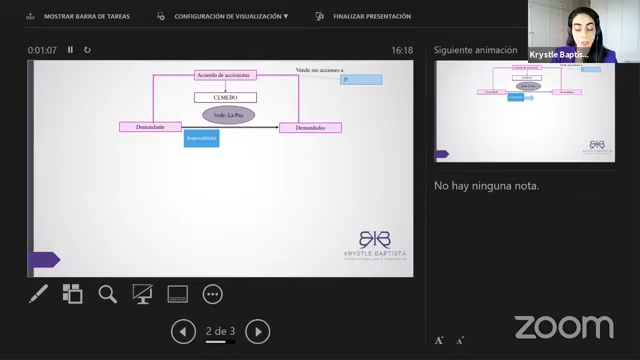 MOSTRAR BARRA DE TAREAS
CONFIGURACIÓN DE VISUALIZACIÓN ▼
FINALIZAR PRESENTACIÓN
0:01:07
16:18
Siguiente animación
Krystle Baptis...
Acuerdo de accionistas
Vende sus acciones a
CEMEBO
Sede: La Paz
Demandante
Demandadas
Responsabilidad
KRYSTLE BAPTISTA
No hay ninguna nota.
2 de 3
A
A
zoom